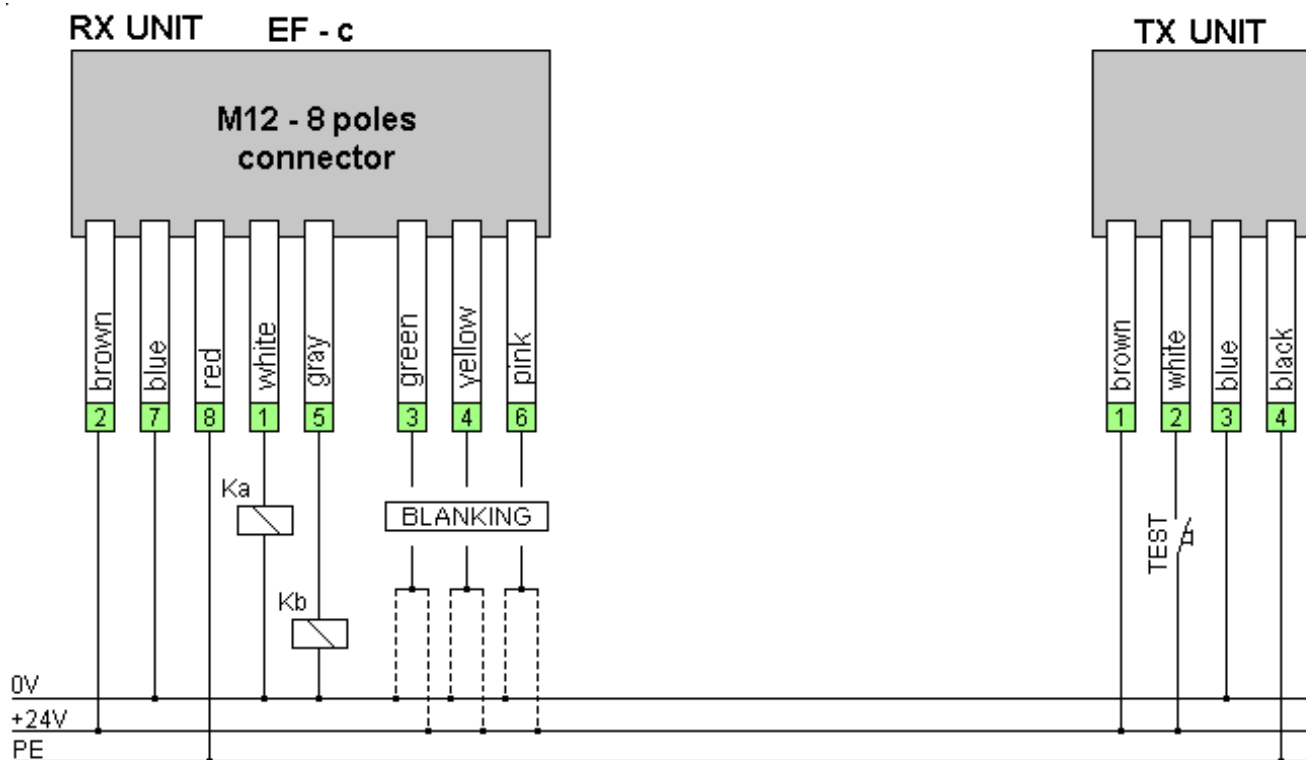 RX UNIT EF - c
TX UNIT
M12 - 8 poles
connector
brown
blue
red
white
gray
green
yellow
pink
brown
white
blue
black
2 7 8 1 5 3 4 6
1 2 3 4
Ka
BLANKING
TEST
Kb
0V
+24V
PE